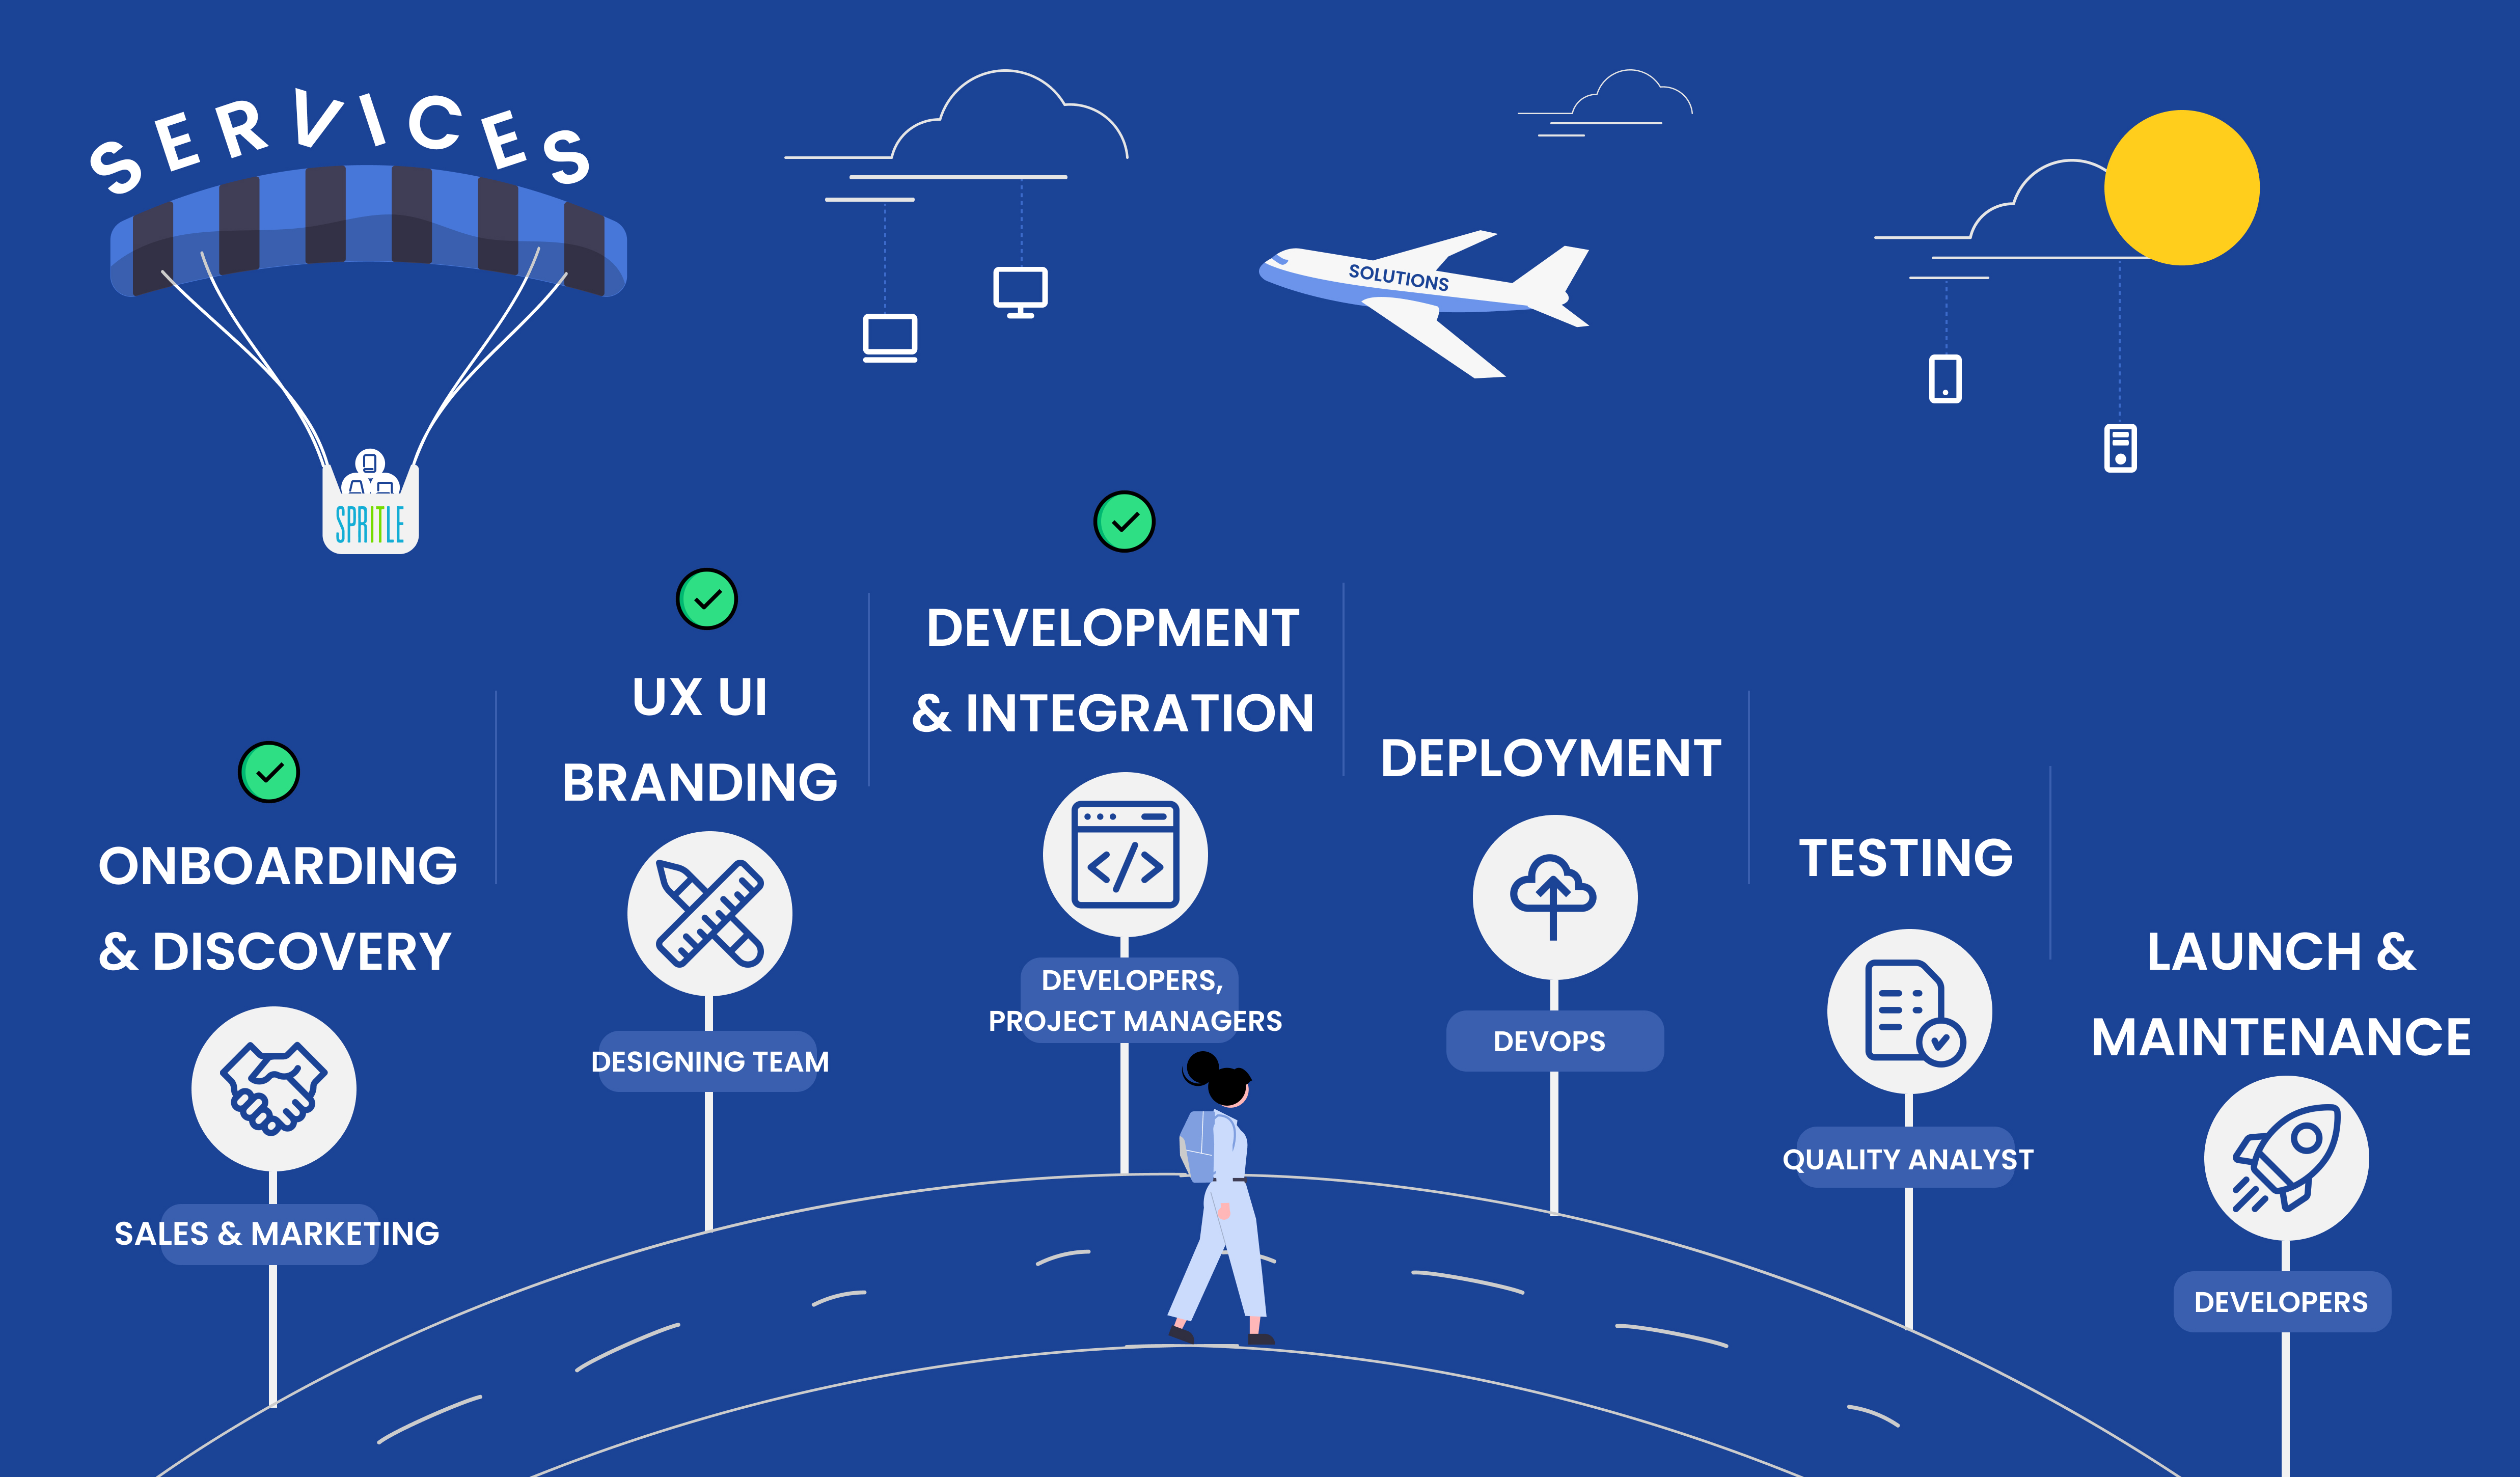 SERVICES
SOLUTIONS
SPRITLE
ONBOARDING
& DISCOVERY
SALES & MARKETING
UX UI
BRANDING
DESIGNING TEAM
DEVELOPMENT
& INTEGRATION
DEVELOPERS,
PROJECT MANAGERS
DEPLOYMENT
DEVOPS
TESTING
QUALITY ANALYST
LAUNCH &
MAINTENANCE
DEVELOPERS